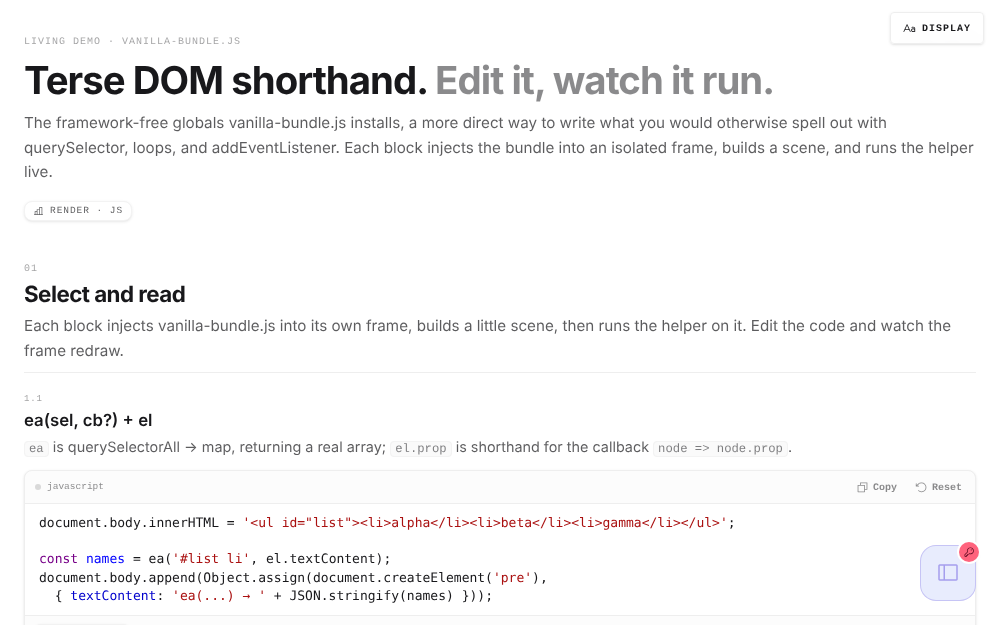 LIVING DEMO · VANILLA-BUNDLE.JS
Aa DISPLAY
Terse DOM shorthand. Edit it, watch it run.
The framework-free globals vanilla-bundle.js installs, a more direct way to write what you would otherwise spell out with
querySelector, loops, and addEventListener. Each block injects the bundle into an isolated frame, builds a scene, and runs the helper
live.
RENDER · JS
01
Select and read
Each block injects vanilla-bundle.js into its own frame, builds a little scene, then runs the helper on it. Edit the code and watch the
frame redraw.
1.1
ea(sel, cb?) + el
ea is querySelectorAll → map, returning a real array; el.prop is shorthand for the callback node => node.prop.
javascript
Copy
Reset
document.body.innerHTML = '<ul id="list"><li>alpha</li><li>beta</li><li>gamma</li></ul>';
const names = ea('#list li', el.textContent);
document.body.append(Object.assign(document.createElement('pre'),
{ textContent: 'ea(...) → ' + JSON.stringify(names) }));